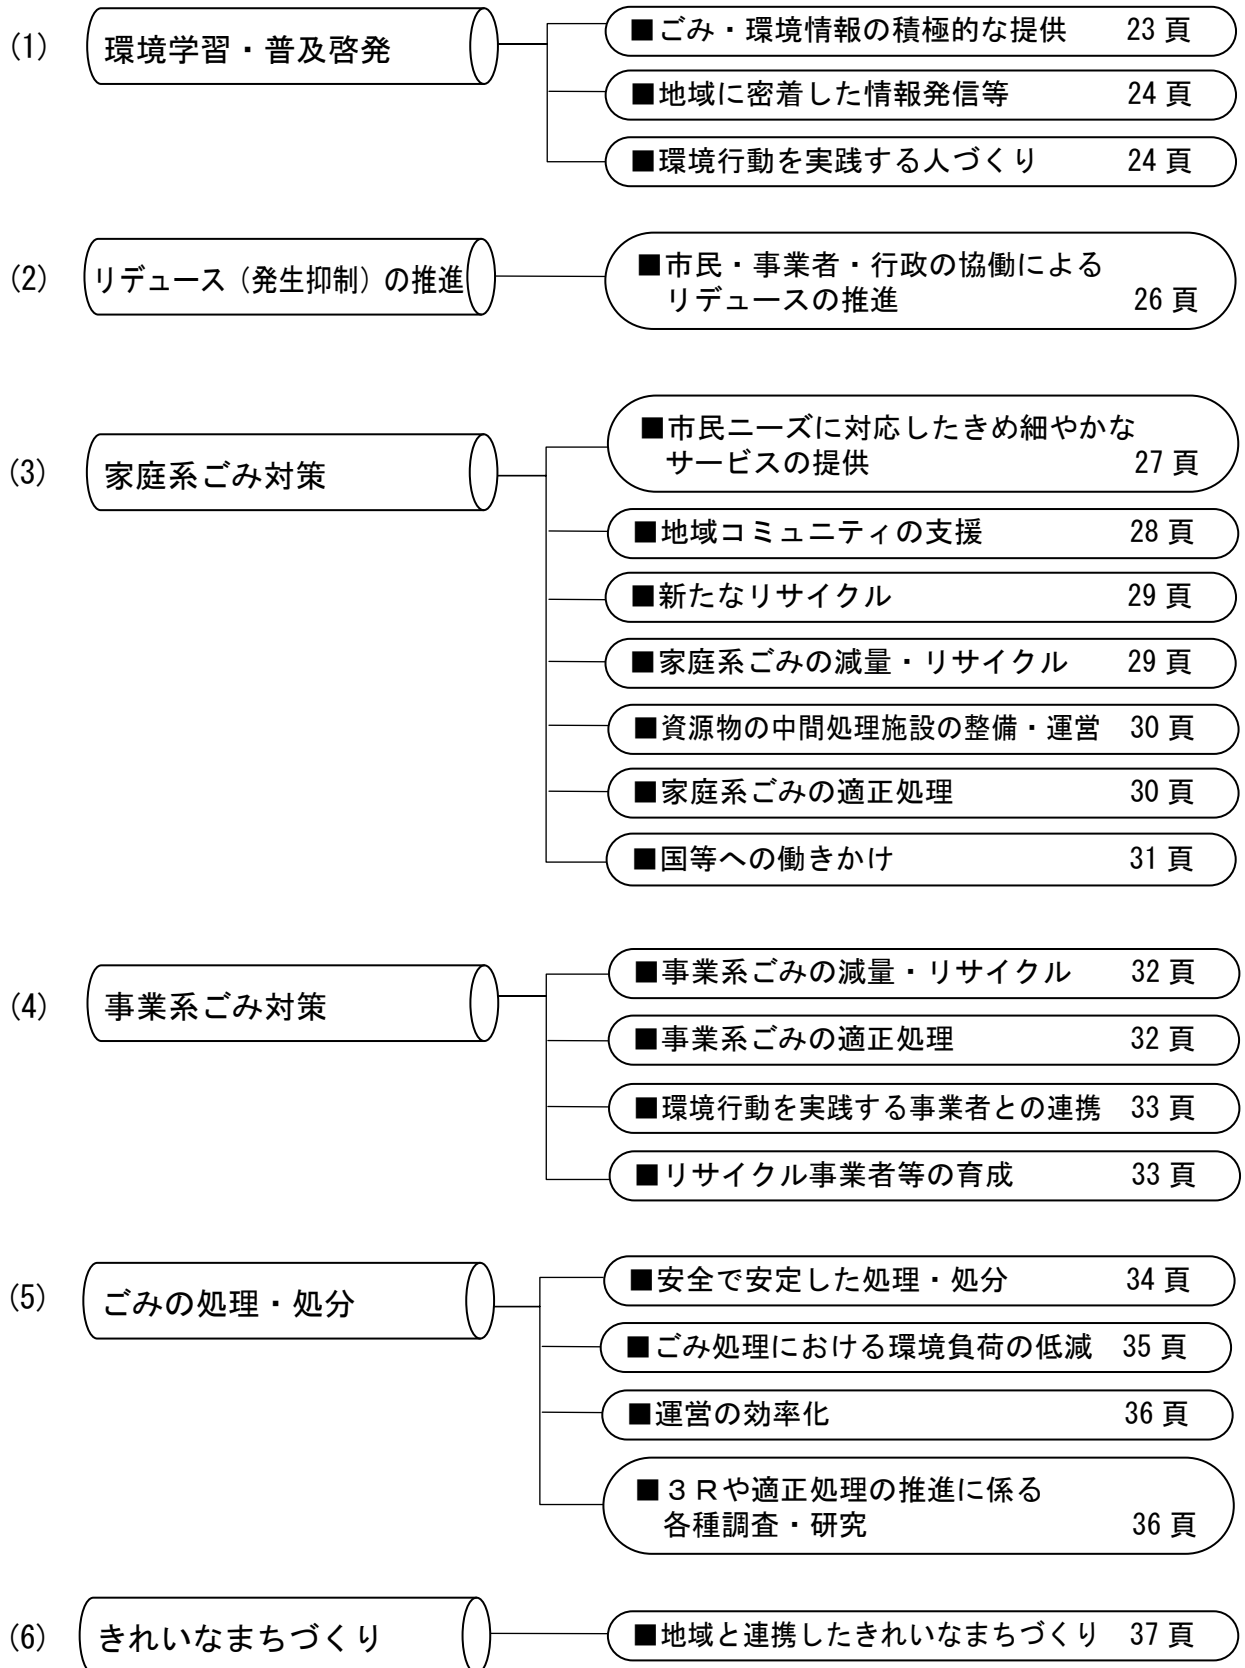 (1) 環境学習・普及啓発
■ごみ・環境情報の積極的な提供 23 頁
■地域に密着した情報発信等 24 頁
■環境行動を実践する人づくり 24 頁
(2) リデュース（発生抑制）の推進
■市民・事業者・行政の協働による
リデュースの推進 26 頁
(3) 家庭系ごみ対策
■市民ニーズに対応したきめ細やかな
サービスの提供 27 頁
■地域コミュニティの支援 28 頁
■新たなリサイクル 29 頁
■家庭系ごみの減量・リサイクル 29 頁
■資源物の中間処理施設の整備・運営 30 頁
■家庭系ごみの適正処理 30 頁
■国等への働きかけ 31 頁
(4) 事業系ごみ対策
■事業系ごみの減量・リサイクル 32 頁
■事業系ごみの適正処理 32 頁
■環境行動を実践する事業者との連携 33 頁
■リサイクル事業者等の育成 33 頁
(5) ごみの処理・処分
■安全で安定した処理・処分 34 頁
■ごみ処理における環境負荷の低減 35 頁
■運営の効率化 36 頁
■３Ｒや適正処理の推進に係る
各種調査・研究 36 頁
(6) きれいなまちづくり
■地域と連携したきれいなまちづくり 37 頁